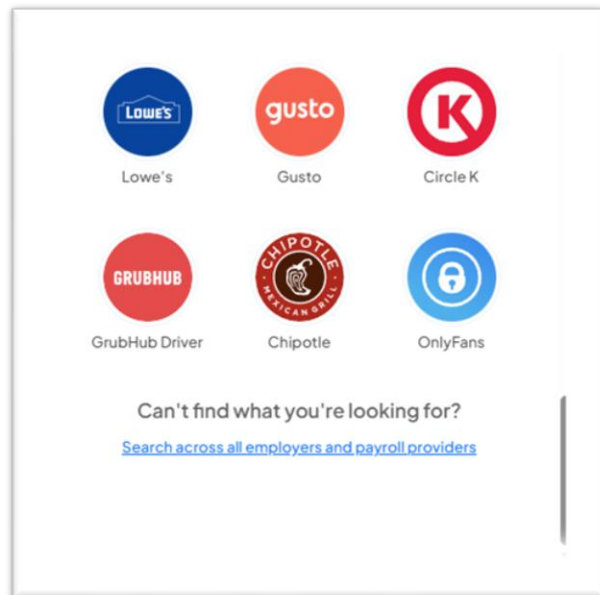 LOWE'S
gusto
K
Lowe's
Gusto
Circle K
GRUBHUB
CHIPOTLE
MEXICAN GRILL
GrubHub Driver
Chipotle
OnlyFans
Can't find what you're looking for?
Search across all employers and payroll providers